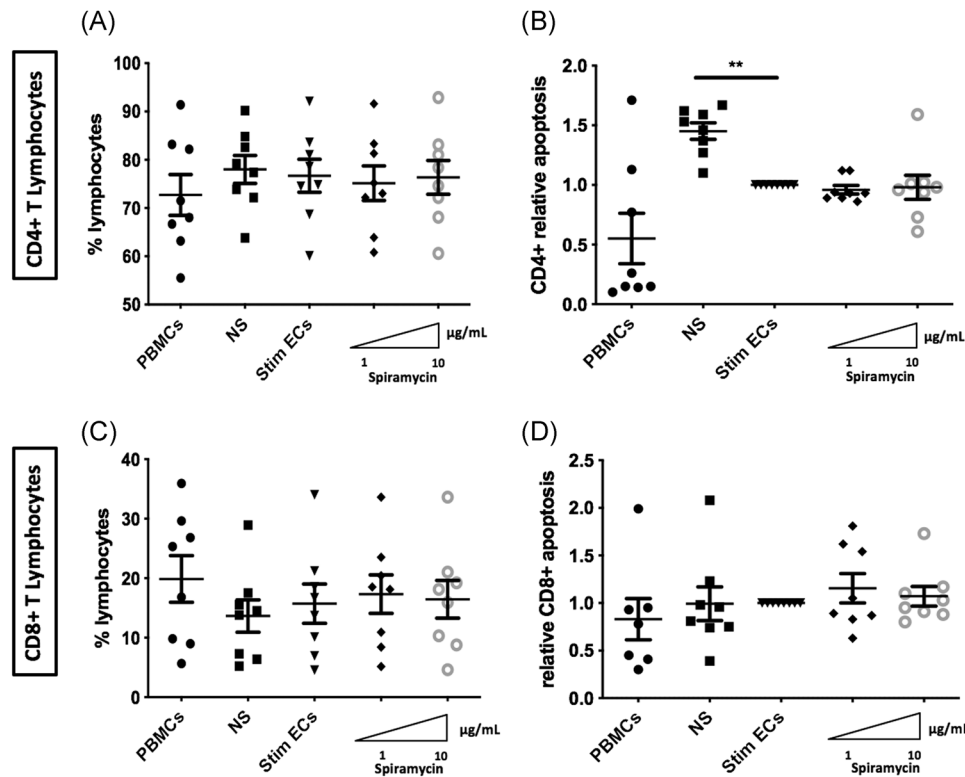 (A)
CD4+ T Lymphocytes
% lymphocytes
100
90
80
70
60
50
PBMCs
NS
Stim ECs
1
10
µg/mL
Spiramycin
(B)
CD4+ relative apoptosis
2.0
1.5
1.0
0.5
0.0
**
PBMCs
NS
Stim ECs
1
10
µg/mL
Spiramycin
(C)
CD8+ T Lymphocytes
% lymphocytes
40
30
20
10
0
PBMCs
NS
Stim ECs
1
10
µg/mL
Spiramycin
(D)
relative CD8+ apoptosis
2.5
2.0
1.5
1.0
0.5
0.0
PBMCs
NS
Stim ECs
1
10
µg/mL
Spiramycin